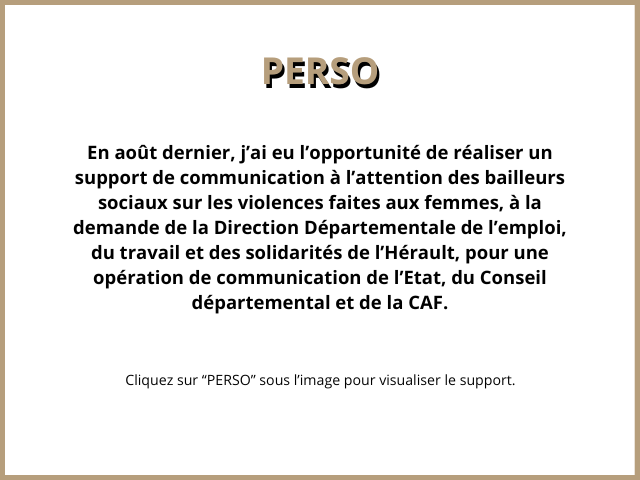 PERSO
En août dernier, j’ai eu l’opportunité de réaliser un
support de communication à l’attention des bailleurs
sociaux sur les violences faites aux femmes, à la
demande de la Direction Départementale de l’emploi,
du travail et des solidarités de l’Hérault, pour une
opération de communication de l’Etat, du Conseil
départemental et de la CAF.
Cliquez sur “PERSO” sous l’image pour visualiser le support.